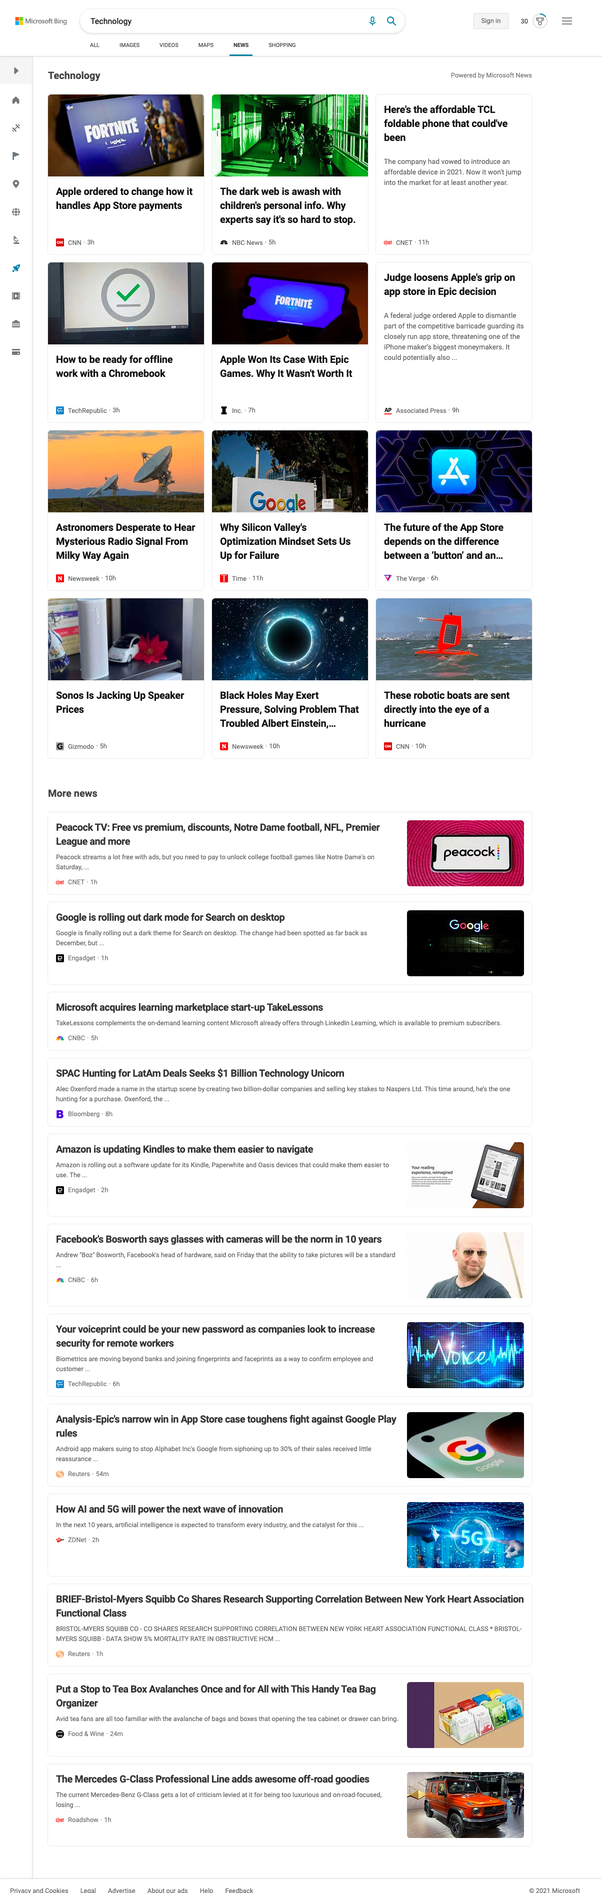 Microsoft Bing
Technology
Sign in
30
ALL
IMAGES
VIDEOS
MAPS
NEWS
SHOPPING
Technology
Powered by Microsoft News
FORTNITE
Apple ordered to change how it
handles App Store payments
CNN · 3h
The dark web is awash with
children's personal info. Why
experts say it's so hard to stop.
NBC News · 5h
Here's the affordable TCL
foldable phone that could've
been
The company had vowed to introduce an
affordable device in 2021. Now it won't jump
into the market for at least another year.
CNET · 11h
How to be ready for offline
work with a Chromebook
TechRepublic · 3h
FORTNITE
Apple Won Its Case With Epic
Games. Why It Wasn't Worth It
Inc. · 7h
Judge loosens Apple's grip on
app store in Epic decision
A federal judge ordered Apple to dismantle
part of the competitive barricade guarding its
closely run app store, threatening one of the
iPhone maker's biggest moneymakers. It
could potentially also ...
AP Associated Press · 9h
Astronomers Desperate to Hear
Mysterious Radio Signal From
Milky Way Again
Newsweek · 10h
Google
Why Silicon Valley's
Optimization Mindset Sets Us
Up for Failure
Time · 11h
The future of the App Store
depends on the difference
between a 'button' and an...
The Verge · 6h
Sonos Is Jacking Up Speaker
Prices
Gizmodo · 5h
Black Holes May Exert
Pressure, Solving Problem That
Troubled Albert Einstein,...
Newsweek · 10h
These robotic boats are sent
directly into the eye of a
hurricane
CNN · 10h
More news
Peacock TV: Free vs premium, discounts, Notre Dame football, NFL, Premier
League and more
Peacock streams a lot free with ads, but you need to pay to unlock college football games like Notre Dame's on
Saturday, ...
CNET · 1h
peacock
Google is rolling out dark mode for Search on desktop
Google is finally rolling out a dark theme for Search on desktop. The change had been spotted as far back as
December, but ...
Engadget · 1h
Google
Microsoft acquires learning marketplace start-up TakeLessons
TakeLessons complements the on-demand learning content Microsoft already offers through LinkedIn Learning, which is available to premium subscribers.
CNBC · 5h
SPAC Hunting for LatAm Deals Seeks $1 Billion Technology Unicorn
Alec Oxenford made a name in the startup scene by creating two billion-dollar companies and selling key stakes to Naspers Ltd. This time around, he's the one
hunting for a purchase. Oxenford, the ...
B Bloomberg · 8h
Amazon is updating Kindles to make them easier to navigate
Amazon is rolling out a software update for its Kindle, Paperwhite and Oasis devices that could make them easier to
use. The ...
Engadget · 2h
Your reading
experience, reimagined
Facebook's Bosworth says glasses with cameras will be the norm in 10 years
Andrew "Boz" Bosworth, Facebook's head of hardware, said on Friday that the ability to take pictures will be a standard
...
CNBC · 6h
Your voiceprint could be your new password as companies look to increase
security for remote workers
Biometrics are moving beyond banks and joining fingerprints and faceprints as a way to confirm employee and
customer ...
TechRepublic · 6h
Voice
Analysis-Epic's narrow win in App Store case toughens fight against Google Play
rules
Android app makers suing to stop Alphabet Inc's Google from siphoning up to 30% of their sales received little
reassurance ...
Reuters · 54m
Google
How AI and 5G will power the next wave of innovation
In the next 10 years, artificial intelligence is expected to transform every industry, and the catalyst for this ...
ZDNet · 2h
5G
BRIEF-Bristol-Myers Squibb Co Shares Research Supporting Correlation Between New York Heart Association
Functional Class
BRISTOL-MYERS SQUIBB CO - CO SHARES RESEARCH SUPPORTING CORRELATION BETWEEN NEW YORK HEART ASSOCIATION FUNCTIONAL CLASS * BRISTOL-
MYERS SQUIBB - DATA SHOW 5% MORTALITY RATE IN OBSTRUCTIVE HCM ...
Reuters · 1h
Put a Stop to Tea Box Avalanches Once and for All with This Handy Tea Bag
Organizer
Avid tea fans are all too familiar with the avalanche of bags and boxes that opening the tea cabinet or drawer can bring.
Food & Wine · 24m
The Mercedes G-Class Professional Line adds awesome off-road goodies
The current Mercedes-Benz G-Class gets a lot of criticism levied at it for being too luxurious and on-road-focused,
losing ...
Roadshow · 1h
Privacy and Cookies
Legal
Advertise
About our ads
Help
Feedback
© 2021 Microsoft